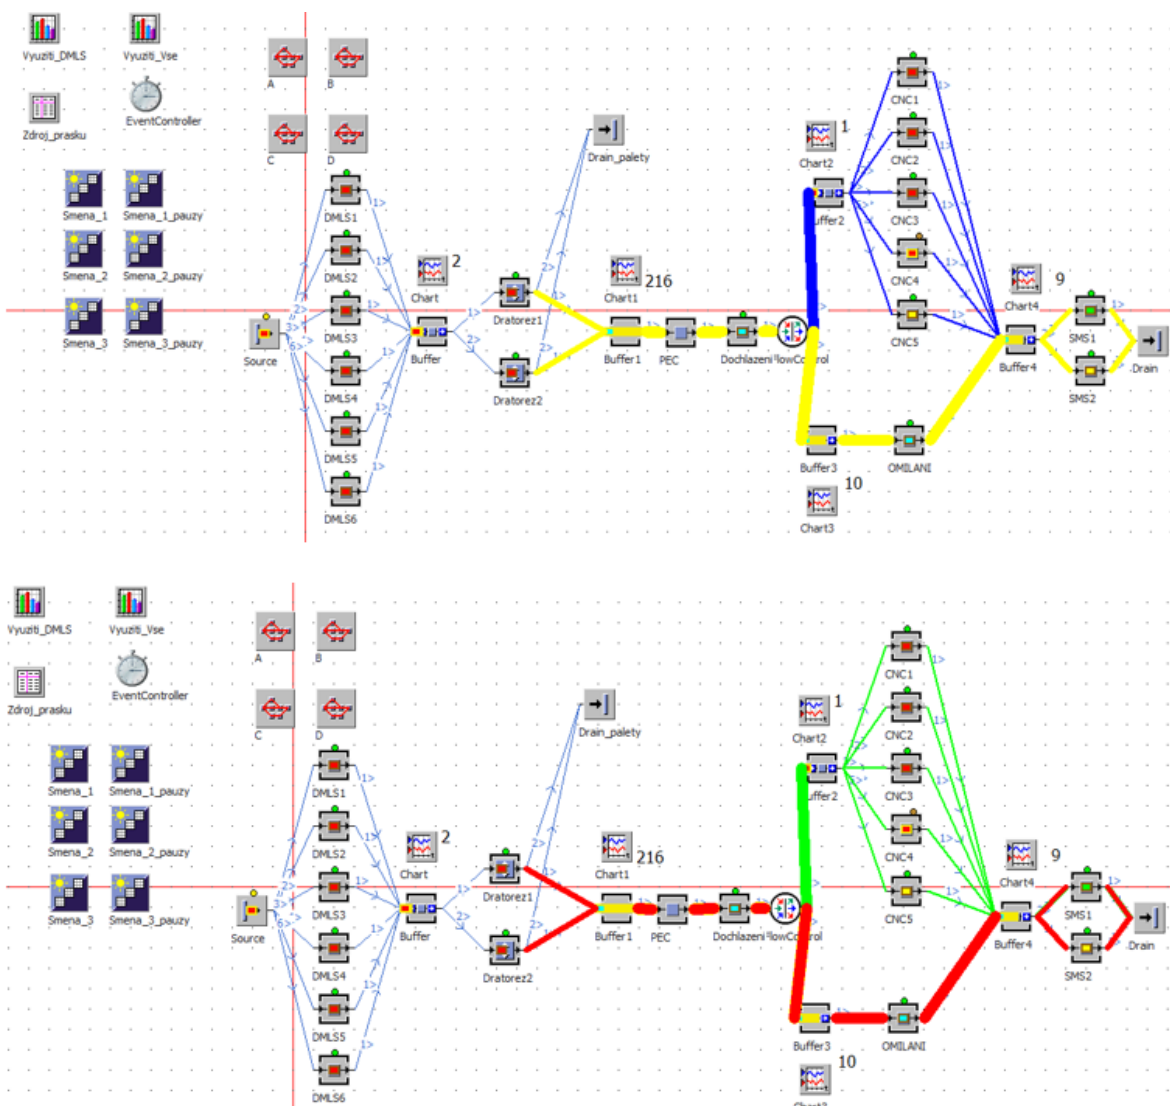 Vyuziti_DMLS
Vyuziti_Vse
A
B
Zdroj_prasku
EventController
C
D
Smena_1
Smena_1_pauzy
Smena_2
Smena_2_pauzy
Smena_3
Smena_3_pauzy
Source
DMLS1
DMLS2
DMLS3
DMLS4
DMLS5
DMLS6
2
Chart
Buffer
Dratorez1
Dratorez2
Drain_palety
216
Chart1
Buffer1
PEC
Dochlazeni
FlowControl
1
Chart2
Buffer2
CNC1
CNC2
CNC3
CNC4
CNC5
Buffer3
10
Chart3
OMILANI
9
Chart4
Buffer4
SMS1
SMS2
Drain
Vyuziti_DMLS
Vyuziti_Vse
A
B
Zdroj_prasku
EventController
C
D
Smena_1
Smena_1_pauzy
Smena_2
Smena_2_pauzy
Smena_3
Smena_3_pauzy
Source
DMLS1
DMLS2
DMLS3
DMLS4
DMLS5
DMLS6
2
Chart
Buffer
Dratorez1
Dratorez2
Drain_palety
216
Chart1
Buffer1
PEC
Dochlazeni
FlowControl
1
Chart2
Buffer2
CNC1
CNC2
CNC3
CNC4
CNC5
Buffer3
10
OMILANI
9
Chart4
Buffer4
SMS1
SMS2
Drain